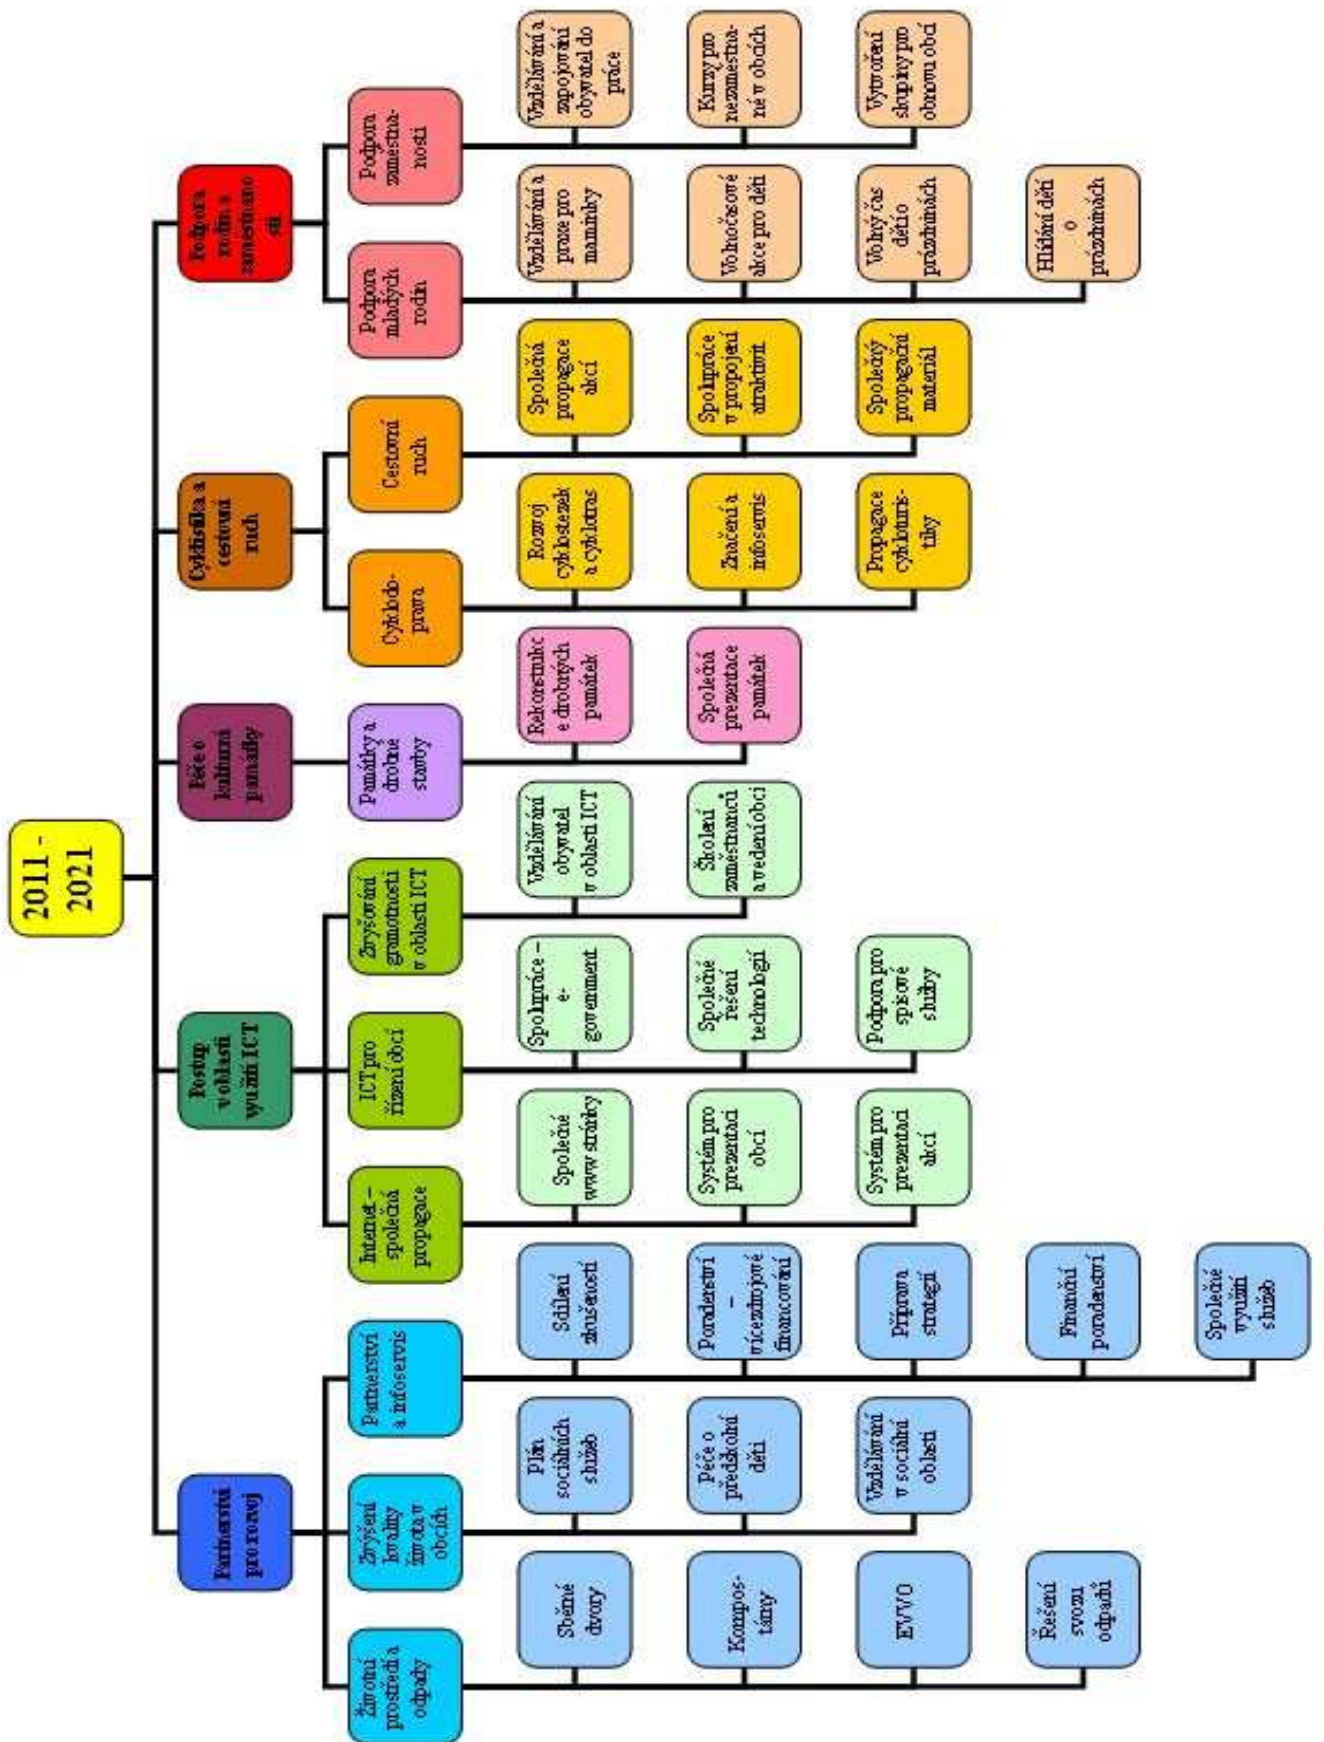 2011 -
2021
Partnerství
pro rozvoj
Postup
v oblasti
využití ICT
Péče o
kulturní
památky
Cyklistika a
cestovní
ruch
Podpora
rodin a
zaměstnano
sti
Životní
prostředí a
odpady
Zvýšení
kvality
života v
obcích
Partnerství
a infoservis
Internet –
společná
propagace
ICT pro
řízení obcí
Zvyšování
gramotnosti
v oblasti ICT
Památky a
drobné
stavby
Cyklodo-
prava
Cestovní
ruch
Podpora
mladých
rodin
Podpora
zaměstna-
nosti
Sběrné
dvory
Plán
sociálních
služeb
Sdílení
zkušeností
Společné
www stránky
Spolupráce –
e-
government
Vzdělávání
obyvatel
v oblasti ICT
Rekonstrukc
e drobných
památek
Rozvoj
cyklostezek
a cyklotras
Společná
propagace
akcí
Vzdělávání a
praxe pro
maminky
Vzdělávání a
zapojování
obyvatel do
práce
Kompos-
tárny
Péče o
předškolní
děti
Poradenství
–
vícezdrojové
financování
Systém pro
prezentaci
obcí
Společné
řešení
technologií
Školení
zaměstnanců
a vedení obcí
Společná
prezentace
památek
Značení a
infoservis
Spolupráce
v propojení
atraktivit
Volnočasové
akce pro děti
Kurzy pro
nezaměstna-
né v obcích
EVVO
Vzdělávání
v sociální
oblasti
Příprava
strategií
Systém pro
prezentaci
akcí
Podpora pro
spisové
služby
Propagace
cykloturis-
tiky
Společný
propagační
materiál
Volný čas
dětí o
prázdninách
Vytvoření
skupiny pro
obnovu obcí
Řešení
svozu
odpadů
Finanční
poradenství
Hlídání dětí
o
prázdninách
Společné
využití
služeb